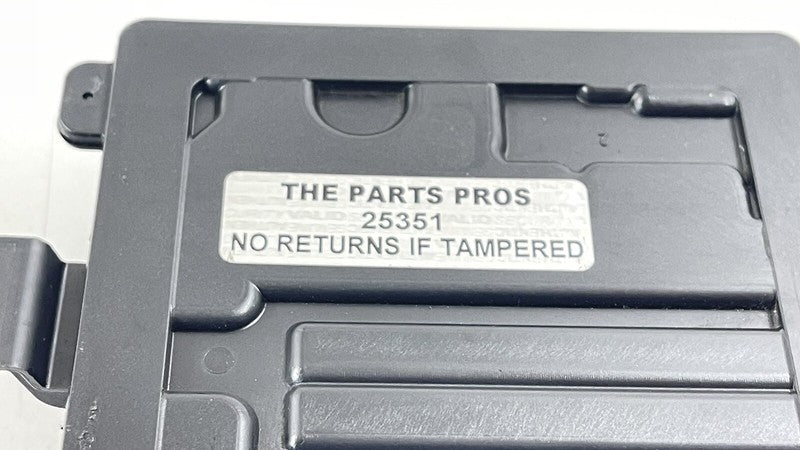 THE PARTS PROS
25351
NO RETURNS IF TAMPERED